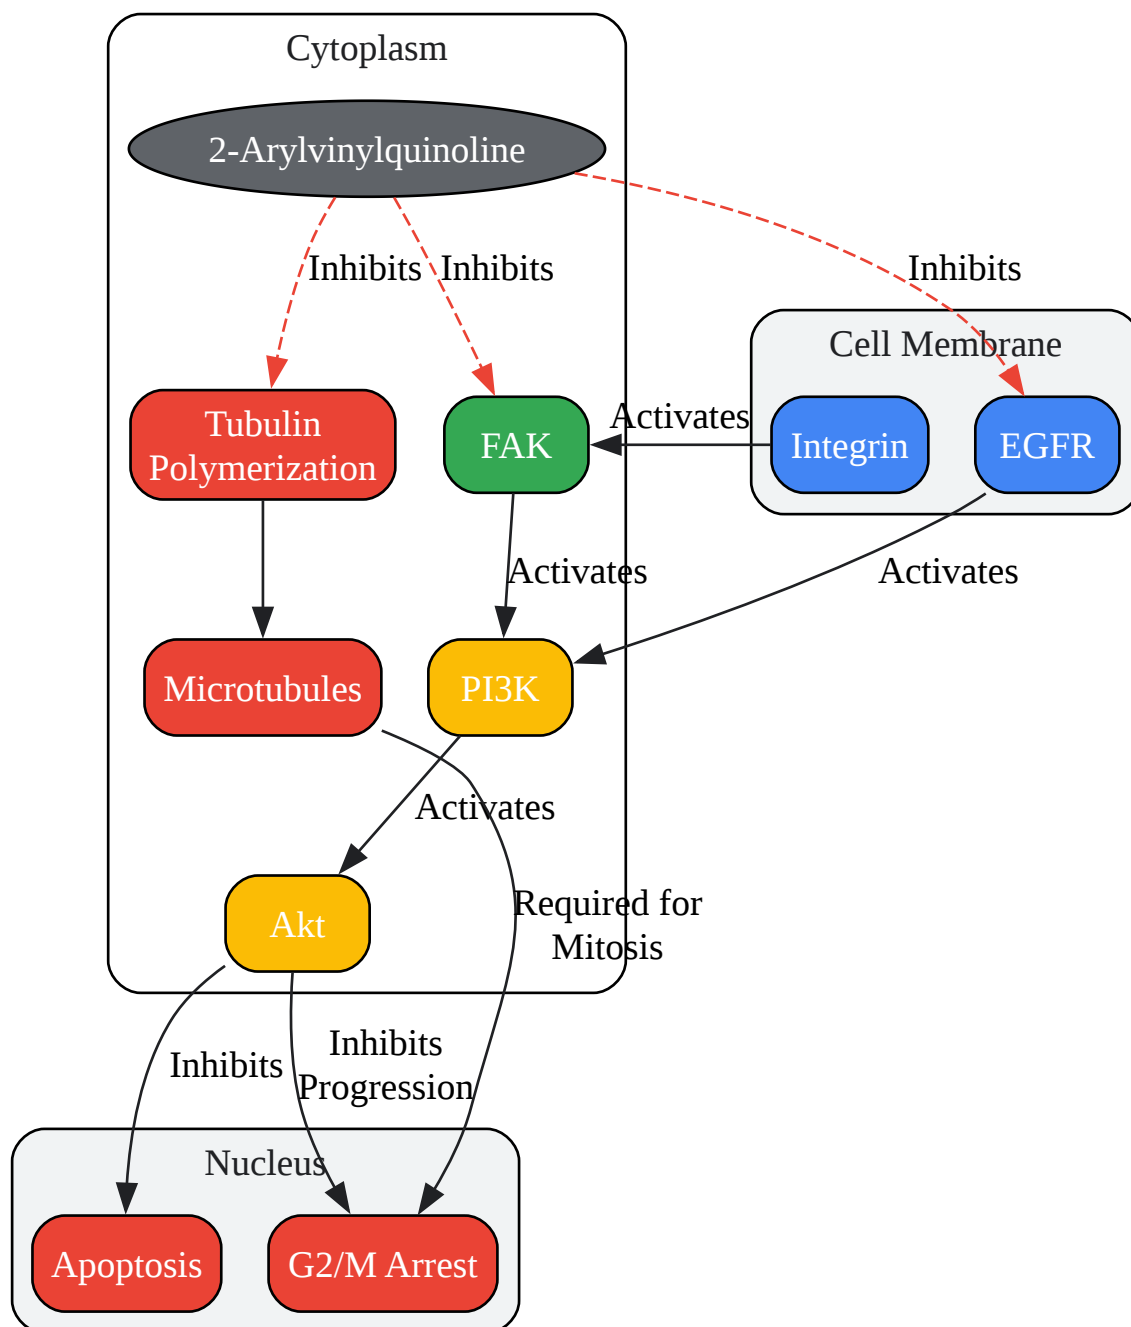 Cytoplasm
2-Arylvinylquinoline
Inhibits
Inhibits
Inhibits
Cell Membrane
Tubulin
Polymerization
FAK
Activates
Integrin
EGFR
Activates
Activates
Microtubules
PI3K
Activates
Akt
Required for
Mitosis
Inhibits
Inhibits
Progression
Nucleus
Apoptosis
G2/M Arrest